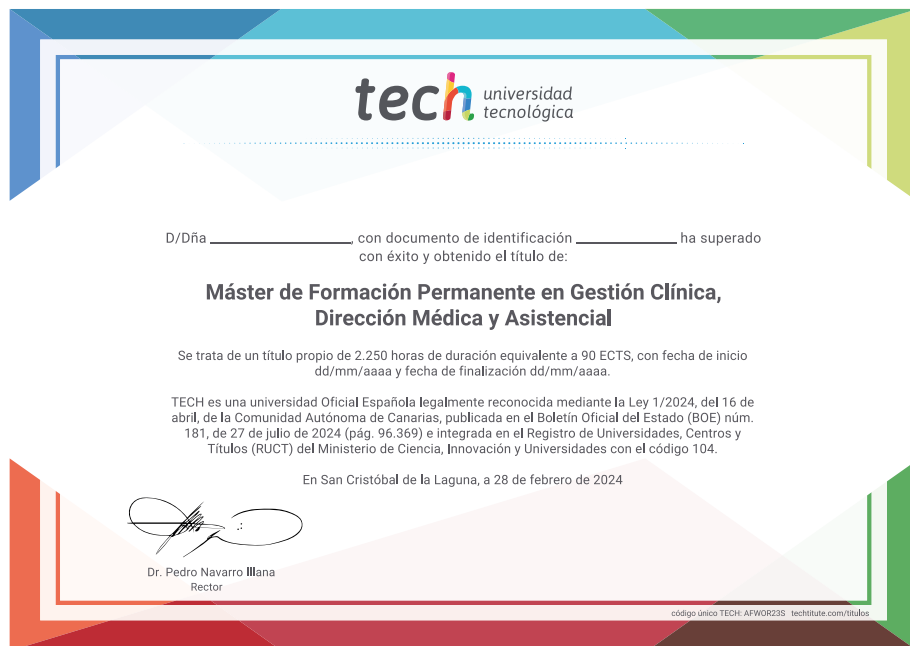 tech universidad
tecnológica
D/Dña ____________, con documento de identificación ____________ ha superado
con éxito y obtenido el título de:
Máster de Formación Permanente en Gestión Clínica,
Dirección Médica y Asistencial
Se trata de un título propio de 2.250 horas de duración equivalente a 90 ECTS, con fecha de inicio
dd/mm/aaaa y fecha de finalización dd/mm/aaaa.
TECH es una universidad Oficial Española legalmente reconocida mediante la Ley 1/2024, del 16 de
abril, de la Comunidad Autónoma de Canarias, publicada en el Boletín Oficial del Estado (BOE) núm.
181, de 27 de julio de 2024 (pág. 96.369) e integrada en el Registro de Universidades, Centros y
Títulos (RUCT) del Ministerio de Ciencia, Innovación y Universidades con el código 104.
En San Cristóbal de la Laguna, a 28 de febrero de 2024
Dr. Pedro Navarro Illana
Rector
código único TECH: AFWOR23S techtitute.com/titulos